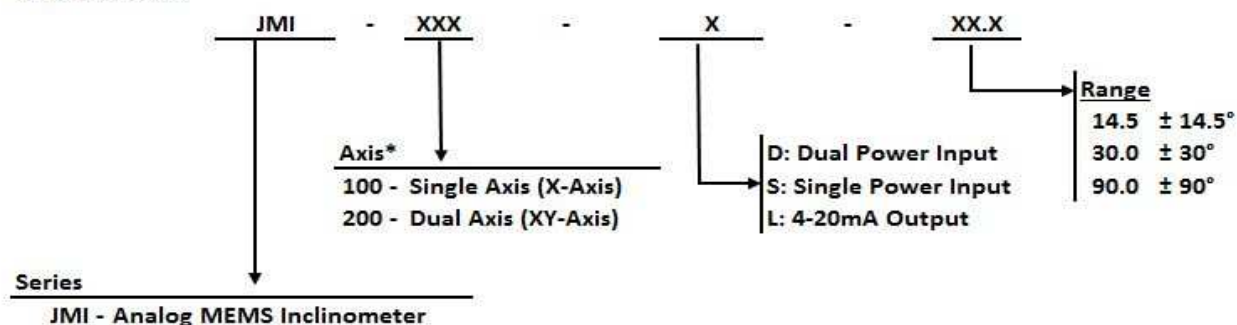 JMI - XXX - X - XX.X
Range
14.5 ± 14.5°
30.0 ± 30°
90.0 ± 90°
Axis*
100 - Single Axis (X-Axis)
200 - Dual Axis (XY-Axis)
D: Dual Power Input
S: Single Power Input
L: 4-20mA Output
Series
JMI - Analog MEMS Inclinometer